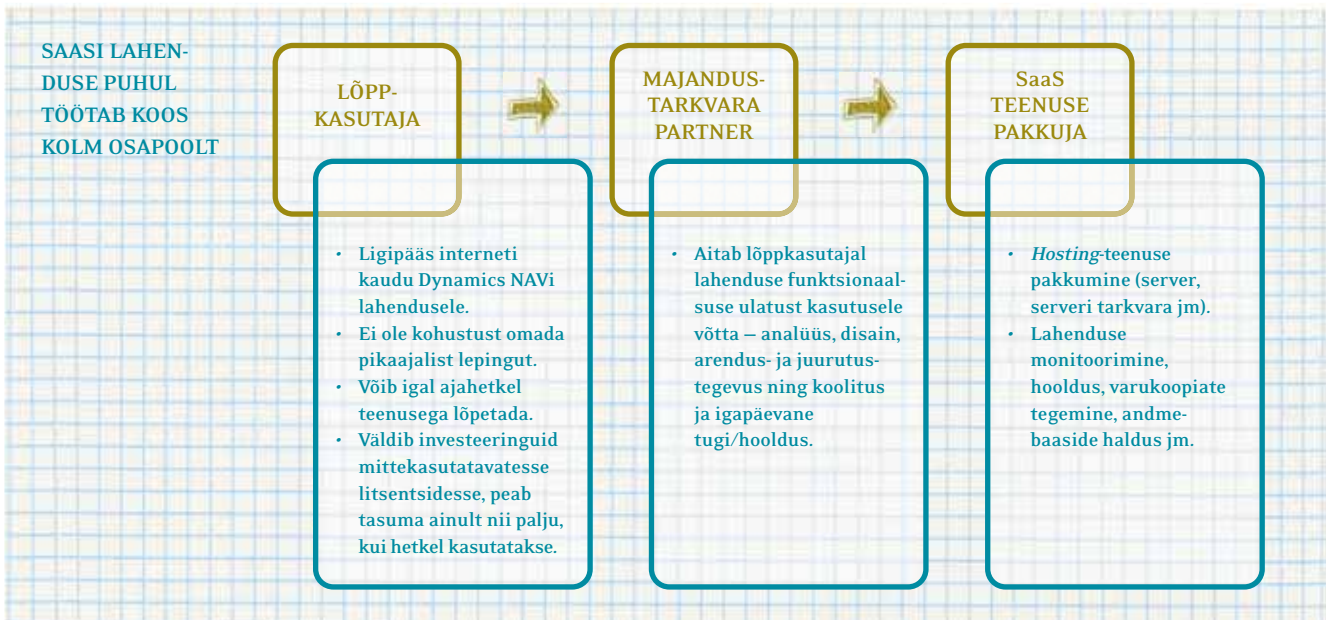 SAASI LAHEN-
DUSE PUHUL
TÖÖTAB KOOS
KOLM OSAPOOLT
LÕPP-
KASUTAJA
• Ligipääs interneti
kaudu Dynamics NAVi
lahendusele.
• Ei ole kohustust omada
pikaajalist lepingut.
• Võib igal ajahetkel
teenusega lõpetada.
• Väldib investeeringuid
mittekasutatavatesse
litsentsidesse, peab
tasuma ainult nii palju,
kui hetkel kasutatakse.
MAJANDUS-
TARKVARA
PARTNER
• Aitab lõppkasutajal
lahenduse funktsionaal-
suse ulatust kasutusele
võtta – analüüs, disain,
arendus- ja juurutus-
tegevus ning koolitus
ja igapäevane
tugi/hooldus.
SaaS
TEENUSE
PAKKUJA
• Hosting-teenuse
pakkumine (server,
serveri tarkvara jm).
• Lahenduse
monitoorimine,
hooldus, varukoopiate
tegemine, andme-
baaside haldus jm.